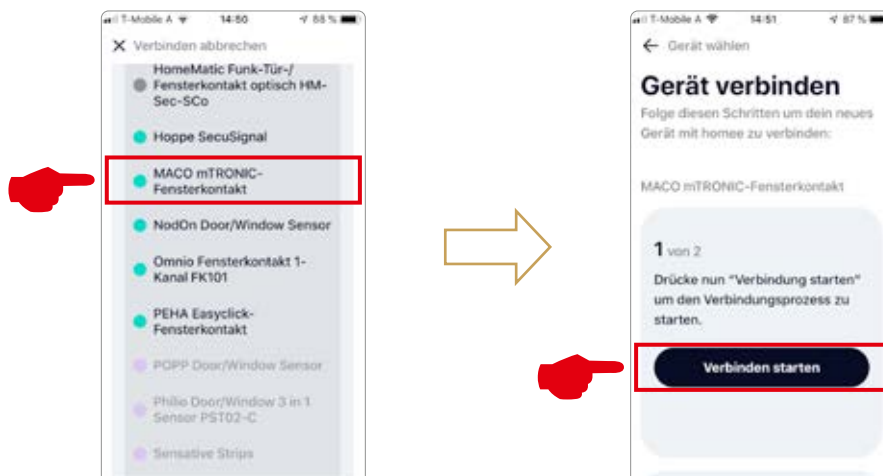 T-Mobile A
14:50
88 %
Verbinden abbrechen
HomeMatic Funk-Tür-/
Fensterkontakt optisch HM-
Sec-SCo
Hoppe SecuSignal
MACO mTRONIC-
Fensterkontakt
NodOn Door/Window Sensor
Omnio Fensterkontakt 1-
Kanal FK101
PEHA Easyclick-
Fensterkontakt
POPP Door/Window Sensor
Philio Door/Window 3 in 1
Sensor PST02-C
Sensative Strips
T-Mobile A
14:51
87 %
Gerät wählen
Gerät verbinden
Folge diesen Schritten um dein neues
Gerät mit homee zu verbinden:
MACO mTRONIC-Fensterkontakt
1 von 2
Drücke nun "Verbindung starten"
um den Verbindungsprozess zu
starten.
Verbinden starten